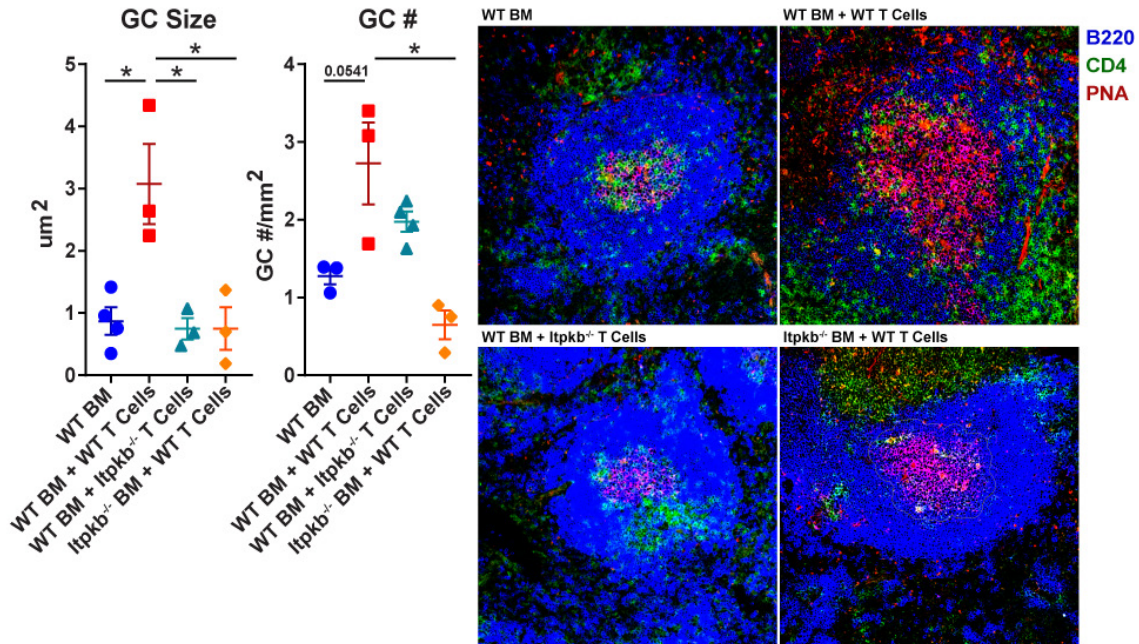 GC Size
*
* *
um²
5
4
3
2
1
0
WT BM
WT BM + WT T Cells
WT BM + Itpkb⁻/⁻ T Cells
Itpkb⁻/⁻ BM + WT T Cells
GC #
*
0.0541
GC #/mm²
4
3
2
1
0
WT BM
WT BM + WT T Cells
WT BM + Itpkb⁻/⁻ T Cells
Itpkb⁻/⁻ BM + WT T Cells
WT BM
WT BM + WT T Cells
B220
CD4
PNA
WT BM + Itpkb⁻/⁻ T Cells
Itpkb⁻/⁻ BM + WT T Cells